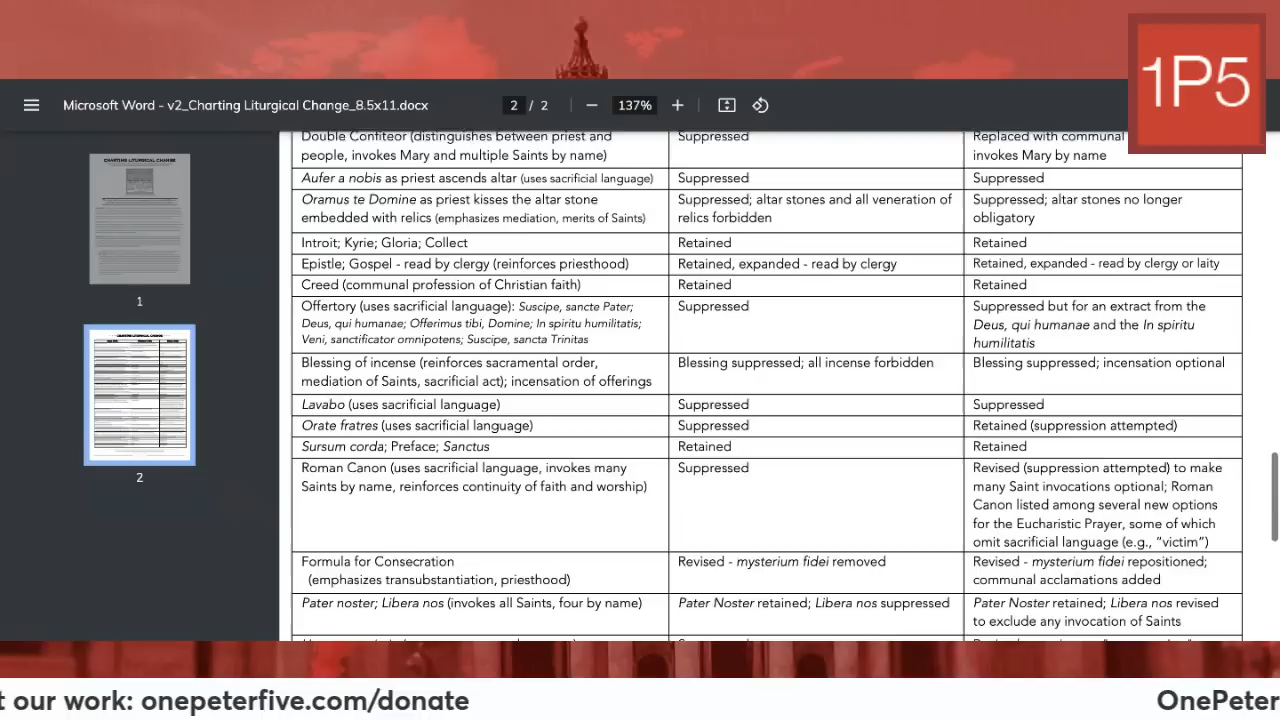 1P5
Microsoft Word - v2_Charting Liturgical Change_8.5x11.docx
2 / 2
137%
1
2
Double Confiteor (distinguishes between priest and
people, invokes Mary and multiple Saints by name)
Suppressed
Replaced with communal
invokes Mary by name
Aufer a nobis as priest ascends altar (uses sacrificial language)
Suppressed
Suppressed
Oramus te Domine as priest kisses the altar stone
embedded with relics (emphasizes mediation, merits of Saints)
Suppressed; altar stones and all veneration of
relics forbidden
Suppressed; altar stones no longer
obligatory
Introit; Kyrie; Gloria; Collect
Retained
Retained
Epistle; Gospel - read by clergy (reinforces priesthood)
Retained, expanded - read by clergy
Retained, expanded - read by clergy or laity
Creed (communal profession of Christian faith)
Retained
Retained
Offertory (uses sacrificial language): Suscipe, sancte Pater;
Deus, qui humanae; Offerimus tibi, Domine; In spiritu humilitatis;
Veni, sanctificator omnipotens; Suscipe, sancta Trinitas
Suppressed
Suppressed but for an extract from the
Deus, qui humanae and the In spiritu
humilitatis
Blessing of incense (reinforces sacramental order,
mediation of Saints, sacrificial act); incensation of offerings
Blessing suppressed; all incense forbidden
Blessing suppressed; incensation optional
Lavabo (uses sacrificial language)
Suppressed
Suppressed
Orate fratres (uses sacrificial language)
Suppressed
Retained (suppression attempted)
Sursum corda; Preface; Sanctus
Retained
Retained
Roman Canon (uses sacrificial language, invokes many
Saints by name, reinforces continuity of faith and worship)
Suppressed
Revised (suppression attempted) to make
many Saint invocations optional; Roman
Canon listed among several new options
for the Eucharistic Prayer, some of which
omit sacrificial language (e.g., “victim”)
Formula for Consecration
(emphasizes transubstantiation, priesthood)
Revised - mysterium fidei removed
Revised - mysterium fidei repositioned;
communal acclamations added
Pater noster; Libera nos (invokes all Saints, four by name)
Pater Noster retained; Libera nos suppressed
Pater Noster retained; Libera nos revised
to exclude any invocation of Saints
t our work: onepeterfive.com/donate
OnePeter